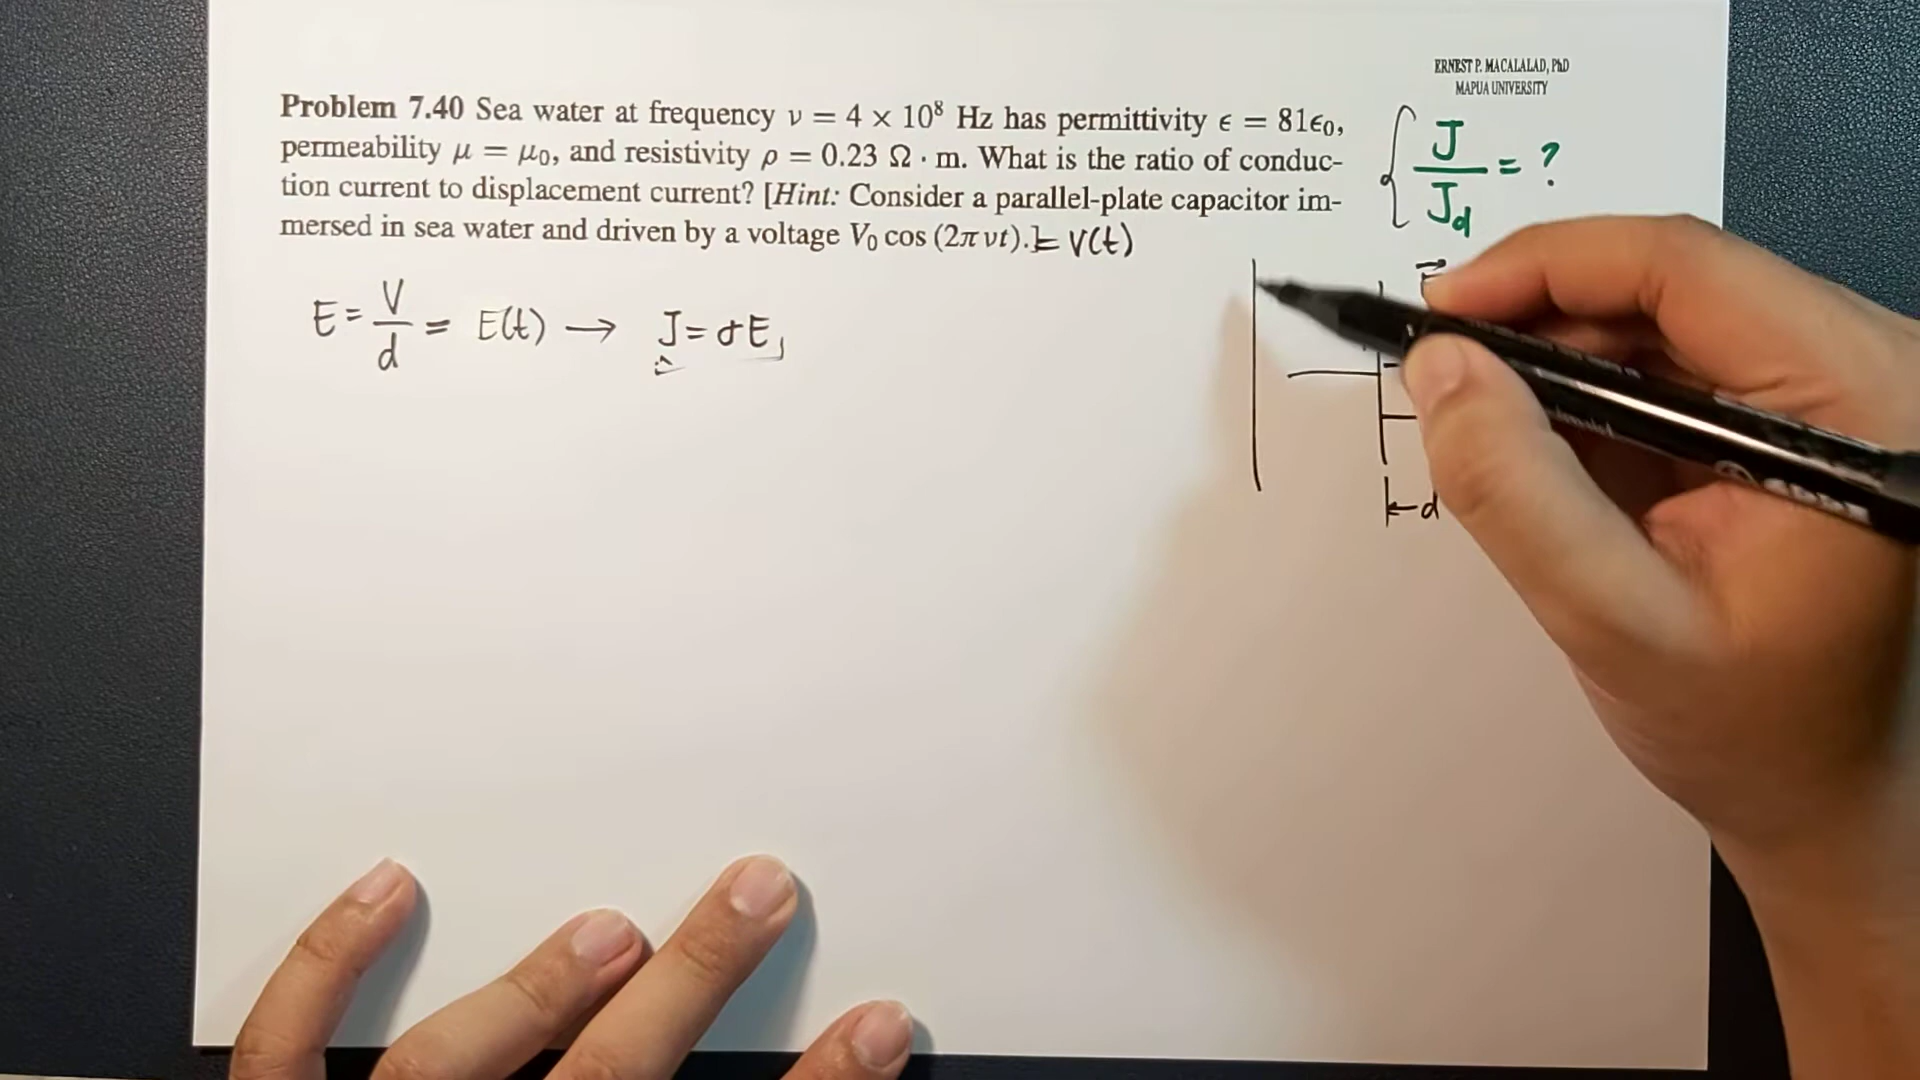 ERNEST P. MACALALAD, PhD
MAPUA UNIVERSITY
Problem 7.40 Sea water at frequency ν = 4 × 10⁸ Hz has permittivity ϵ = 81ϵ₀,
permeability μ = μ₀, and resistivity ρ = 0.23 Ω · m. What is the ratio of conduc-
tion current to displacement current? [Hint: Consider a parallel-plate capacitor im-
mersed in sea water and driven by a voltage V₀ cos (2π νt).] = V(t)
J/J_d = ?
E = V/d = E(t) → J = σE,
d